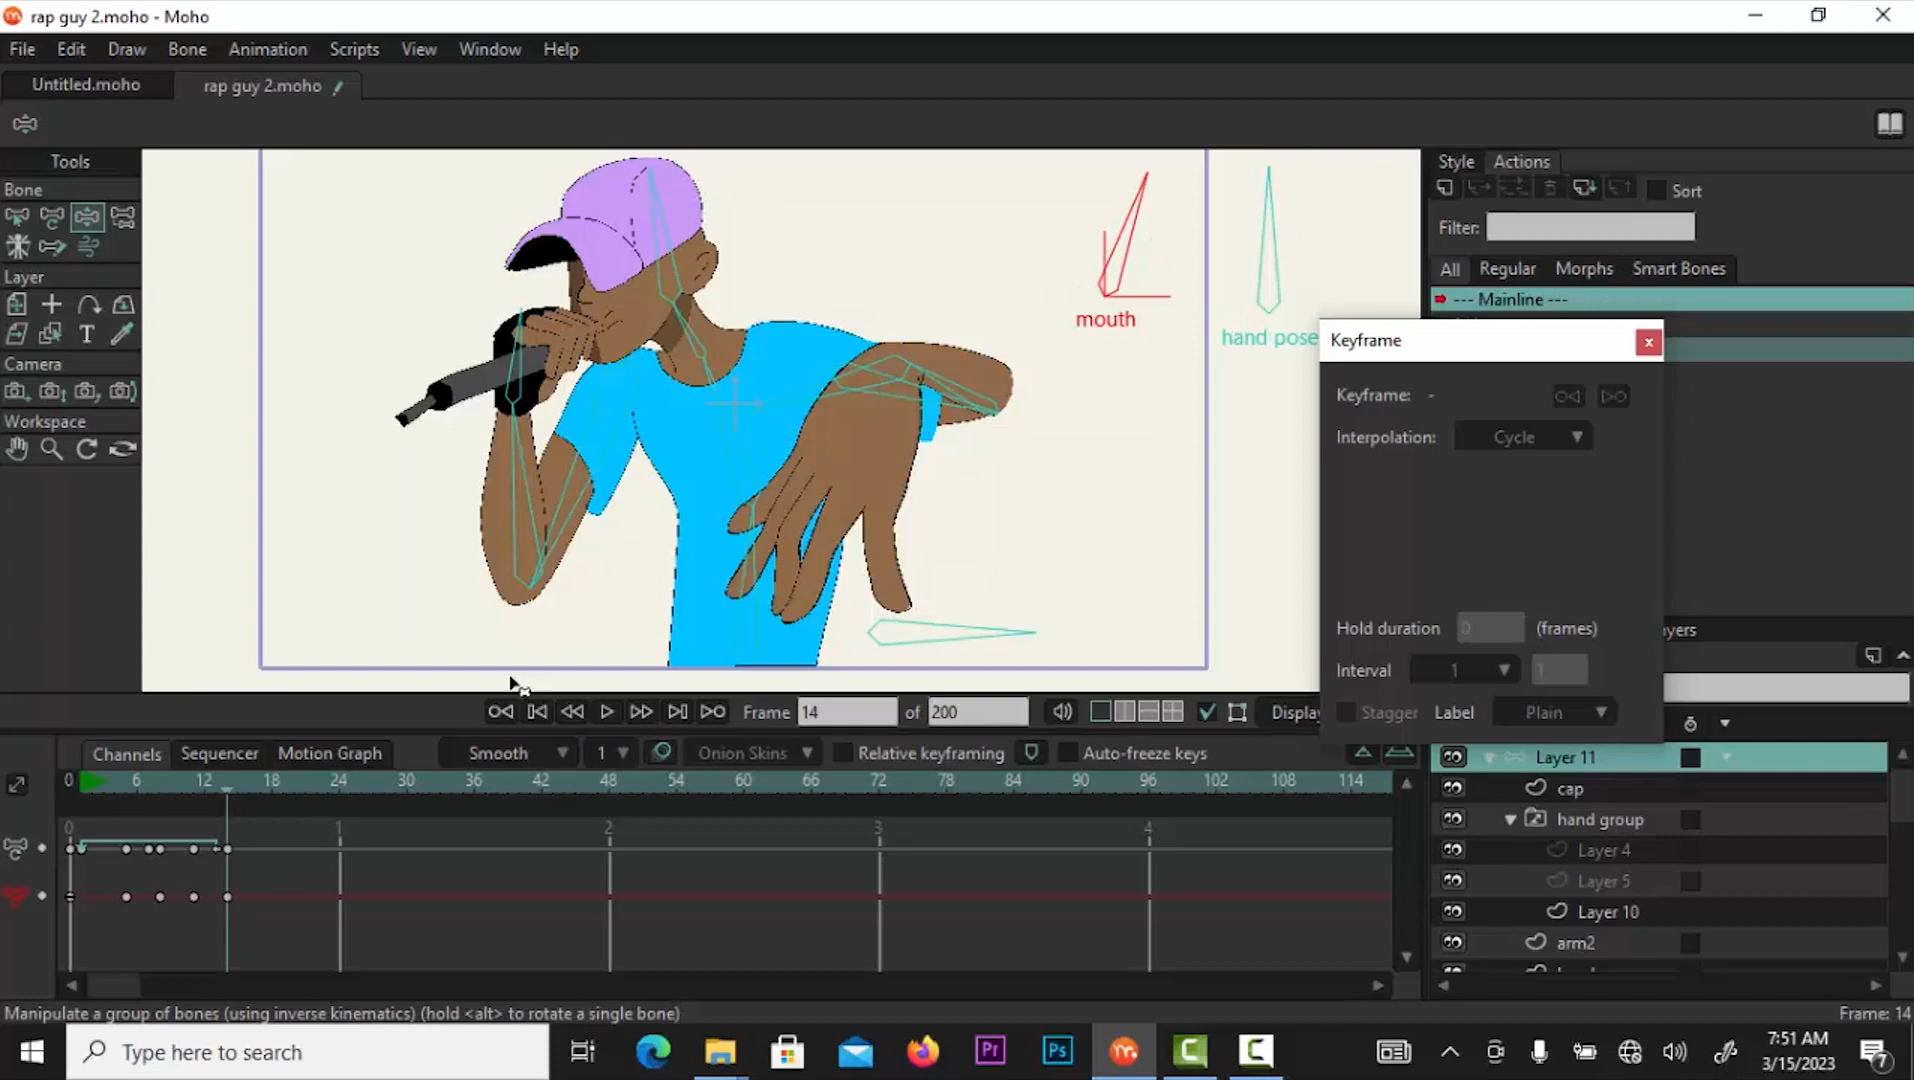 rap guy 2.moho - Moho
File Edit Draw Bone Animation Scripts View Window Help
Untitled.moho rap guy 2.moho
Tools
Bone
Layer
Camera
Workspace
mouth
hand pose
Style Actions
Sort
Filter:
All Regular Morphs Smart Bones
--- Mainline ---
Keyframe
Keyframe: -
Interpolation: Cycle
Hold duration 0 (frames)
Interval 1 1
Stagger Label Plain
yers
Frame 14 of 200 Display
Channels Sequencer Motion Graph Smooth 1 Onion Skins Relative keyframing Auto-freeze keys
0 6 12 18 24 30 36 42 48 54 60 66 72 78 84 90 96 102 108 114
0 1 2 3 4
Layer 11
cap
hand group
Layer 4
Layer 5
Layer 10
arm2
Manipulate a group of bones (using inverse kinematics) (hold <alt> to rotate a single bone)
Frame: 14
Type here to search
Pr
Ps
7:51 AM
3/15/2023
7